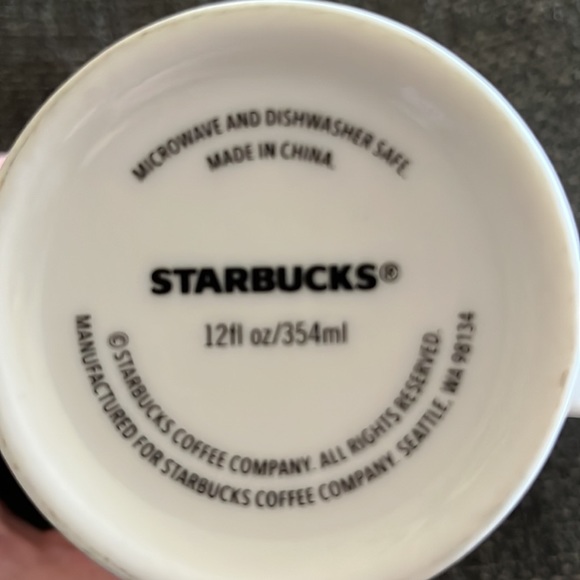 MICROWAVE AND DISHWASHER SAFE.
MADE IN CHINA.
STARBUCKS®
12fl oz/354ml
©STARBUCKS COFFEE COMPANY. ALL RIGHTS RESERVED.
MANUFACTURED FOR STARBUCKS COFFEE COMPANY. SEATTLE. WA 98134